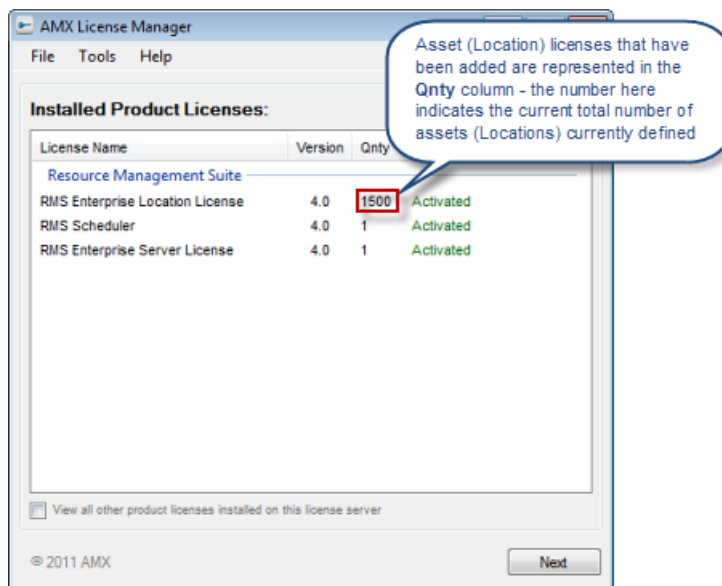 AMX License Manager
File Tools Help
Asset (Location) licenses that have
been added are represented in the
Qnty column - the number here
indicates the current total number of
assets (Locations) currently defined
Installed Product Licenses:
License Name Version Qnty
Resource Management Suite
RMS Enterprise Location License 4.0 1500 Activated
RMS Scheduler 4.0 1 Activated
RMS Enterprise Server License 4.0 1 Activated
View all other product licenses installed on this license server
© 2011 AMX Next